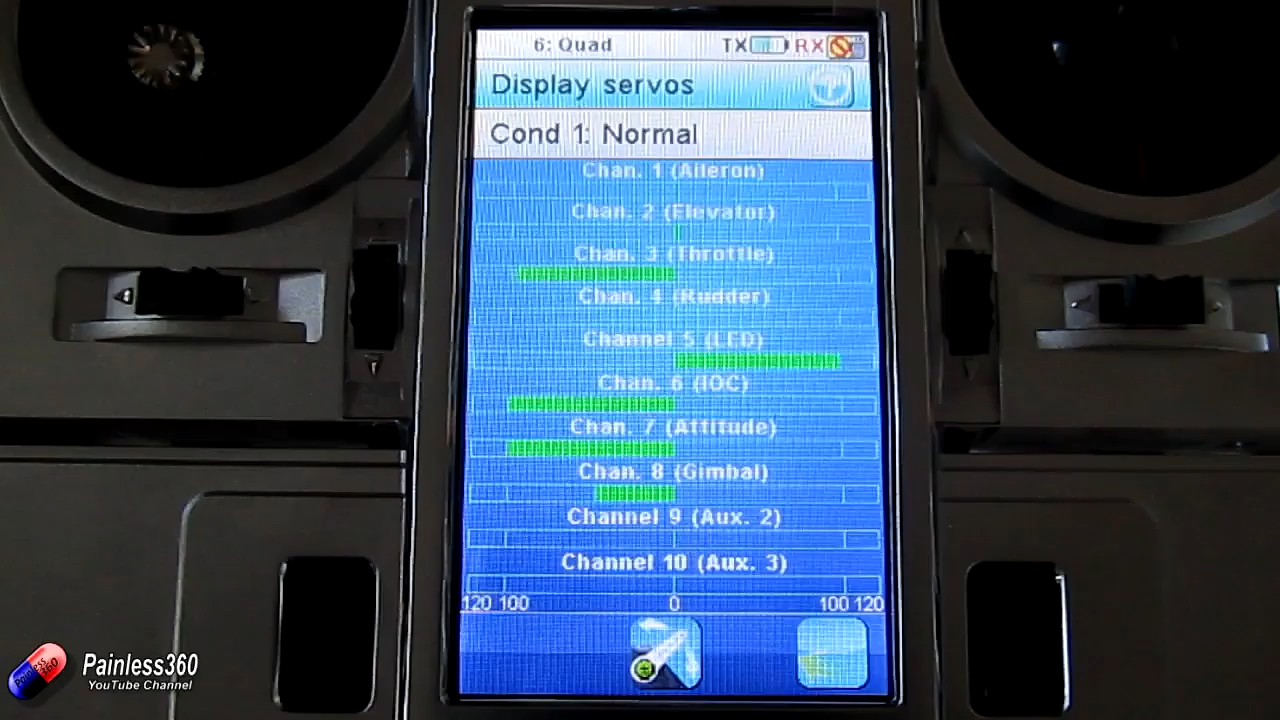 6: Quad TX RX
Display servos
Cond 1: Normal
Chan. 1 (Aileron)
Chan. 2 (Elevator)
Chan. 3 (Throttle)
Chan. 4 (Rudder)
Channel 5 (LED)
Chan. 6 (IOC)
Chan. 7 (Attitude)
Chan. 8 (Gimbal)
Channel 9 (Aux. 2)
Channel 10 (Aux. 3)
120 100 0 100 120
Painless360
Painless360
YouTube Channel